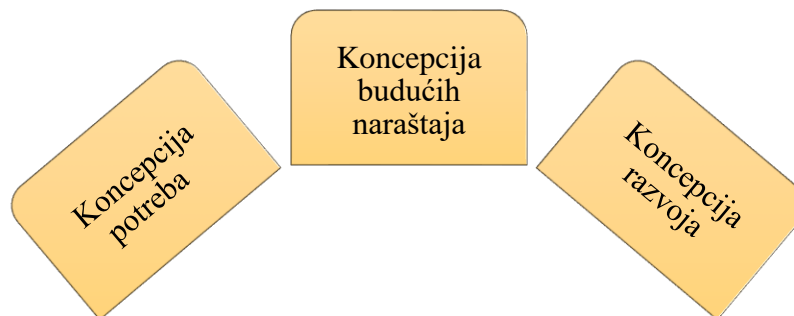 Koncepcija
potreba
Koncepcija
budućih
naraštaja
Koncepcija
razvoja